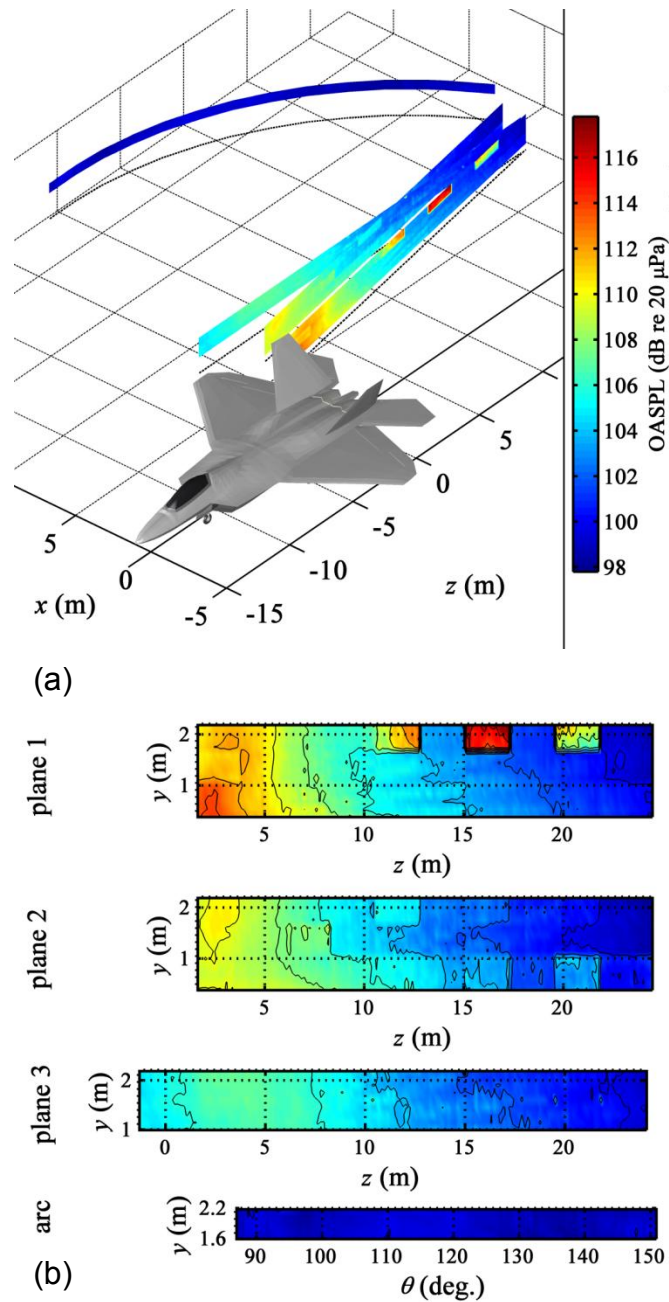 116
114
112
110
108
106
104
102
100
98
OASPL (dB re 20 μPa)
5
0
-5
-10
-15
z (m)
5
0
-5
x (m)
(a)
plane 1
y (m)
2
1
5
10
15
20
z (m)
plane 2
y (m)
2
1
5
10
15
20
z (m)
plane 3
y (m)
2
1
0
5
10
15
20
z (m)
arc
y (m)
2.2
1.6
90
100
110
120
130
140
150
θ (deg.)
(b)